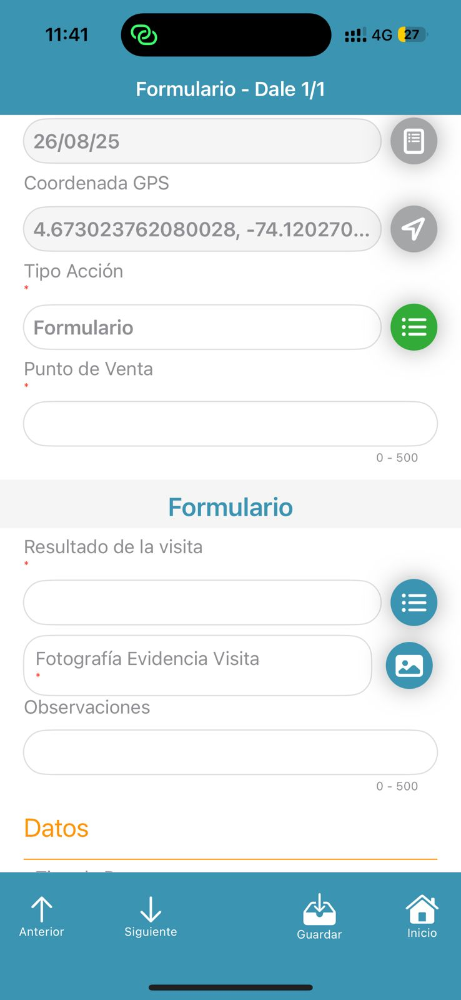 11:41
4G
27
Formulario - Dale 1/1
26/08/25
Coordenada GPS
4.673023762080028, -74.120270...
Tipo Acción
*
Formulario
Punto de Venta
*
0 - 500
Formulario
Resultado de la visita
*
Fotografía Evidencia Visita
*
Observaciones
0 - 500
Datos
Anterior
Siguiente
Guardar
Inicio